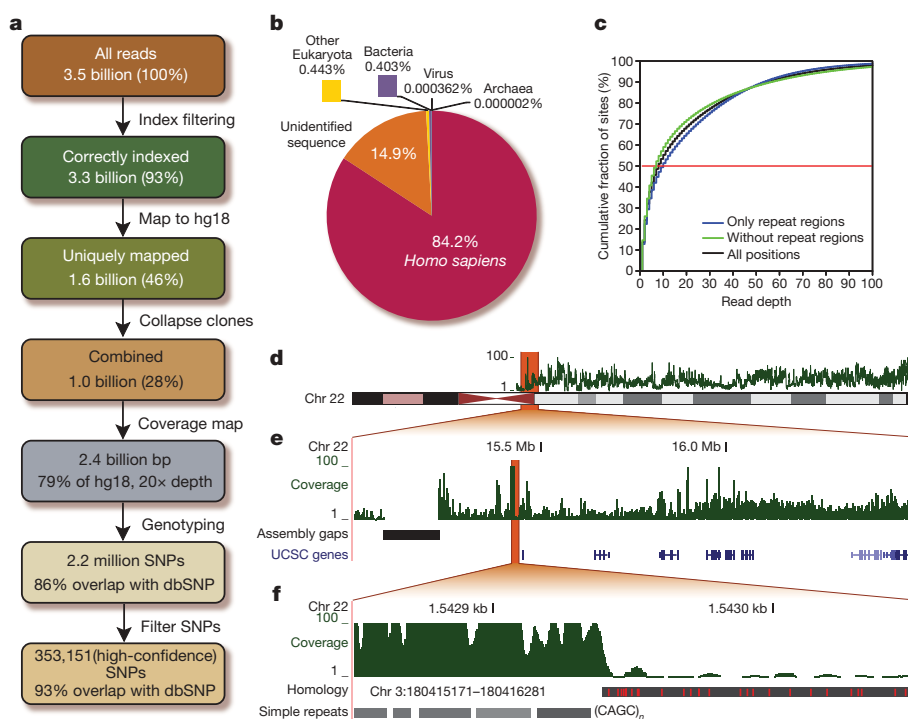 a
All reads
3.5 billion (100%)
Index filtering
Correctly indexed
3.3 billion (93%)
Map to hg18
Uniquely mapped
1.6 billion (46%)
Collapse clones
Combined
1.0 billion (28%)
Coverage map
2.4 billion bp
79% of hg18, 20× depth
Genotyping
2.2 million SNPs
86% overlap with dbSNP
Filter SNPs
353,151(high-confidence)
SNPs
93% overlap with dbSNP
b
Other
Eukaryota
0.443%
Bacteria
0.403%
Virus
0.000362%
Archaea
0.000002%
Unidentified
sequence
14.9%
84.2%
Homo sapiens
c
Cumulative fraction of sites (%)
100
90
80
70
60
50
40
30
20
10
0
Only repeat regions
Without repeat regions
All positions
0 10 20 30 40 50 60 70 80 90 100
Read depth
d
100
1
Chr 22
e
Chr 22
15.5 Mb
16.0 Mb
100
Coverage
1
Assembly gaps
UCSC genes
f
Chr 22
1.5429 kb
1.5430 kb
100
Coverage
1
Homology
Chr 3:180415171–180416281
Simple repeats
(CAGC)n